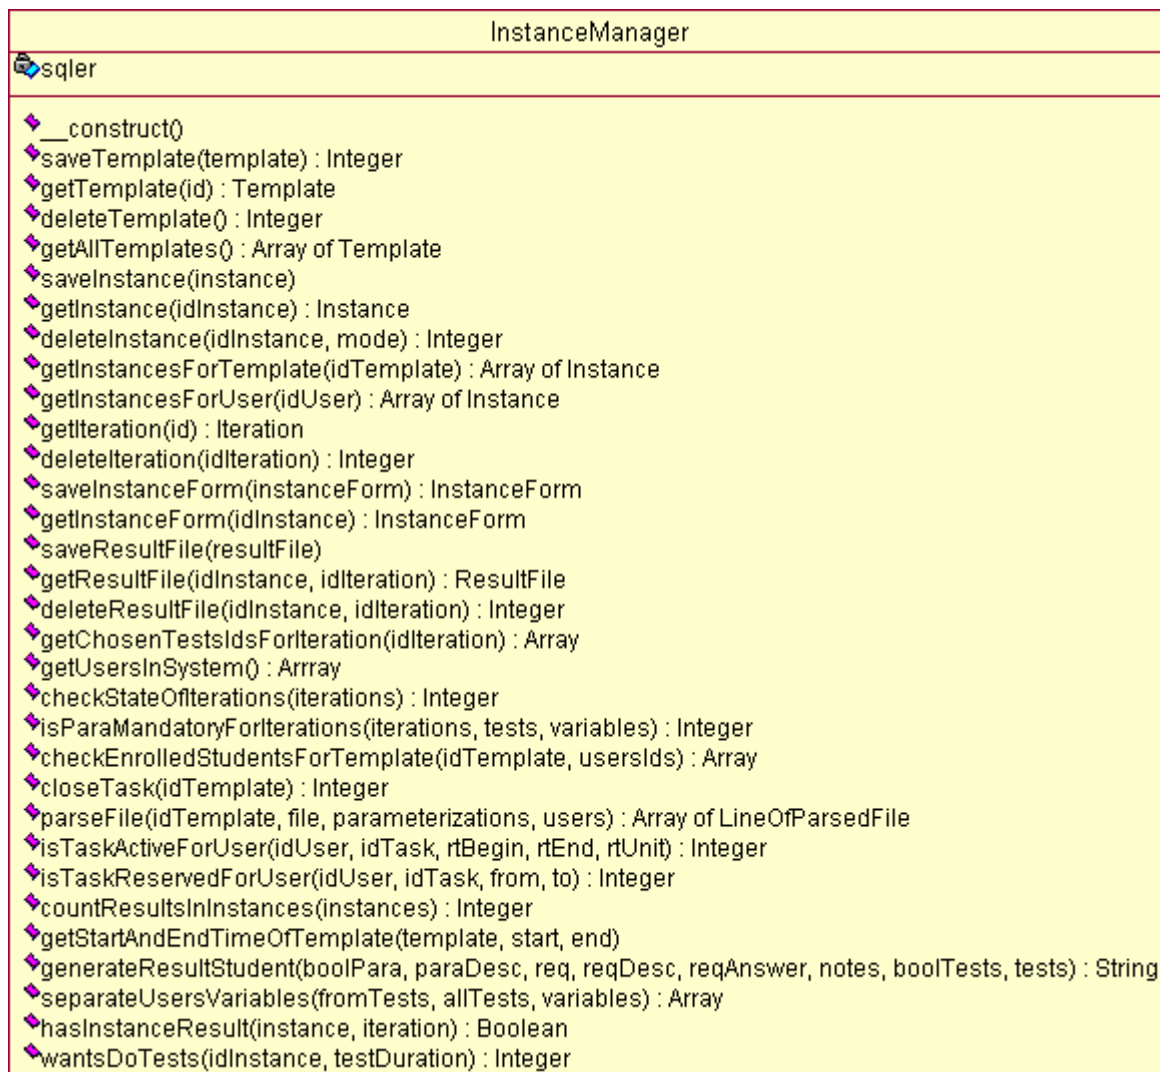 InstanceManager
sqler
__construct()
saveTemplate(template) : Integer
getTemplate(id) : Template
deleteTemplate() : Integer
getAllTemplates() : Array of Template
saveInstance(instance)
getInstance(idInstance) : Instance
deleteInstance(idInstance, mode) : Integer
getInstancesForTemplate(idTemplate) : Array of Instance
getInstancesForUser(idUser) : Array of Instance
getIteration(id) : Iteration
deleteIteration(idIteration) : Integer
saveInstanceForm(instanceForm) : InstanceForm
getInstanceForm(idInstance) : InstanceForm
saveResultFile(resultFile)
getResultFile(idInstance, idIteration) : ResultFile
deleteResultFile(idInstance, idIteration) : Integer
getChosenTestsIdsForIteration(idIteration) : Array
getUsersInSystem() : Arrray
checkStateOfIterations(iterations) : Integer
isParaMandatoryForIterations(iterations, tests, variables) : Integer
checkEnrolledStudentsForTemplate(idTemplate, usersIds) : Array
closeTask(idTemplate) : Integer
parseFile(idTemplate, file, parameterizations, users) : Array of LineOfParsedFile
isTaskActiveForUser(idUser, idTask, rtBegin, rtEnd, rtUnit) : Integer
isTaskReservedForUser(idUser, idTask, from, to) : Integer
countResultsInInstances(instances) : Integer
getStartAndEndTimeOfTemplate(template, start, end)
generateResultStudent(boolPara, paraDesc, req, reqDesc, reqAnswer, notes, boolTests, tests) : String
separateUsersVariables(fromTests, allTests, variables) : Array
hasInstanceResult(instance, iteration) : Boolean
wantsDoTests(idInstance, testDuration) : Integer